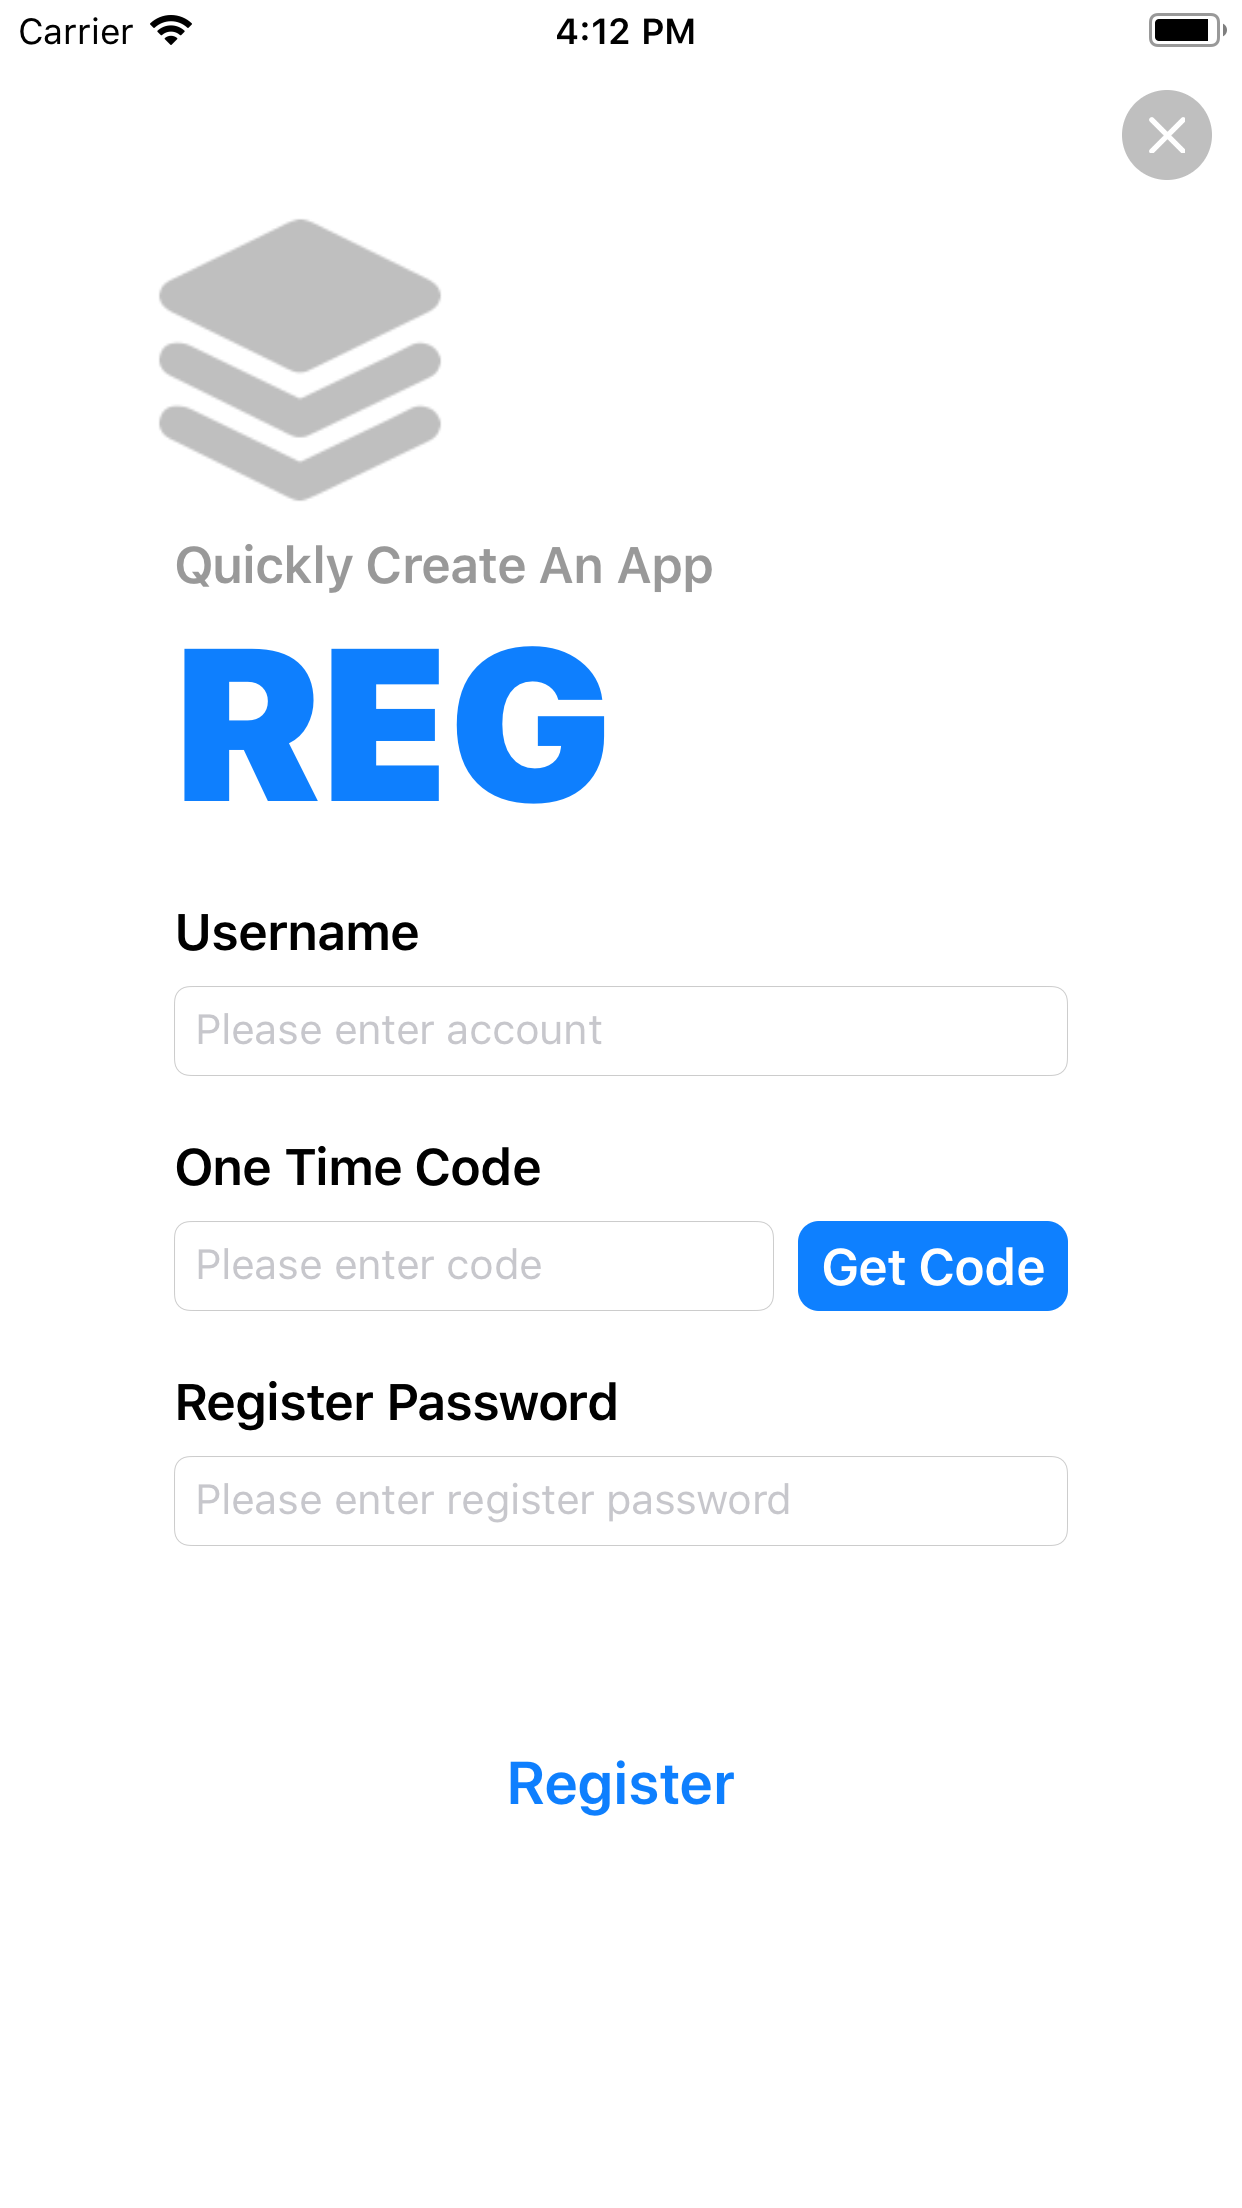 Carrier 4:12 PM
Quickly Create An App
REG
Username
Please enter account
One Time Code
Please enter code Get Code
Register Password
Please enter register password
Register